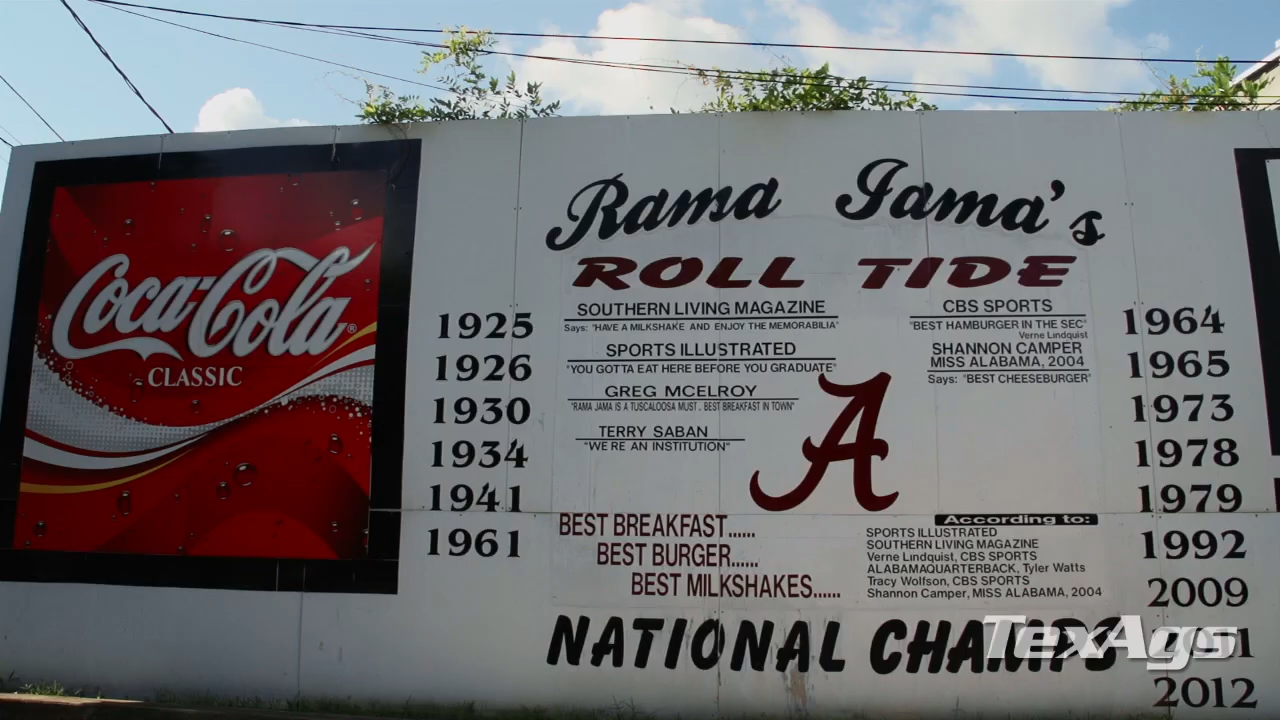 Coca-Cola®
CLASSIC
Rama Jama's
ROLL TIDE
1925
1926
1930
1934
1941
1961
SOUTHERN LIVING MAGAZINE
Says: "HAVE A MILKSHAKE AND ENJOY THE MEMORABILIA"
SPORTS ILLUSTRATED
"YOU GOTTA EAT HERE BEFORE YOU GRADUATE"
GREG MCELROY
"RAMA JAMA IS A TUSCALOOSA MUST.. BEST BREAKFAST IN TOWN"
TERRY SABAN
"WE'RE AN INSTITUTION"
CBS SPORTS
"BEST HAMBURGER IN THE SEC"
Verne Lindquist
SHANNON CAMPER
MISS ALABAMA, 2004
Says: "BEST CHEESEBURGER"
A
1964
1965
1973
1978
1979
1992
2009
2011
2012
BEST BREAKFAST......
BEST BURGER......
BEST MILKSHAKES......
According to:
SPORTS ILLUSTRATED
SOUTHERN LIVING MAGAZINE
Verne Lindquist, CBS SPORTS
ALABAMAQUARTERBACK, Tyler Watts
Tracy Wolfson, CBS SPORTS
Shannon Camper, MISS ALABAMA, 2004
NATIONAL CHAMPS
TexAgs